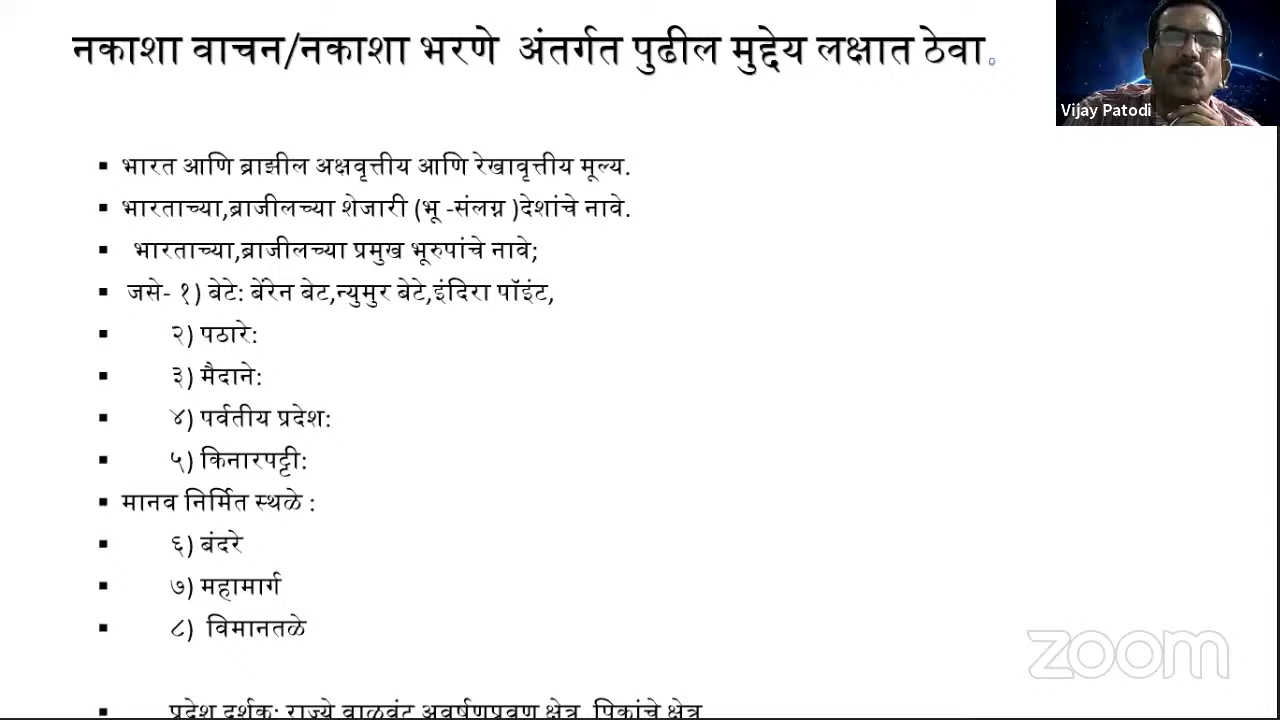 नकाशा वाचन/नकाशा भरणे अंतर्गत पुढील मुद्देय लक्षात ठेवा.
Vijay Patodi
▪ भारत आणि ब्राझील अक्षवृत्तीय आणि रेखावृत्तीय मूल्य.
▪ भारताच्या,ब्राजीलच्या शेजारी (भू -संलग्न )देशांचे नावे.
▪ भारताच्या,ब्राजीलच्या प्रमुख भूरुपांचे नावे;
▪ जसे- १) बेटे: बेंरेन बेट,न्युमुर बेटे,इंदिरा पॉइंट,
▪ २) पठारे:
▪ ३) मैदाने:
▪ ४) पर्वतीय प्रदेश:
▪ ५) किनारपट्टी:
▪ मानव निर्मित स्थळे :
▪ ६) बंदरे
▪ ७) महामार्ग
▪ ८) विमानतळे
zoom
▪ प्रदेश दर्शक: राज्ये वाळवंट अवर्षणप्रवण क्षेत्र पिकांचे क्षेत्र